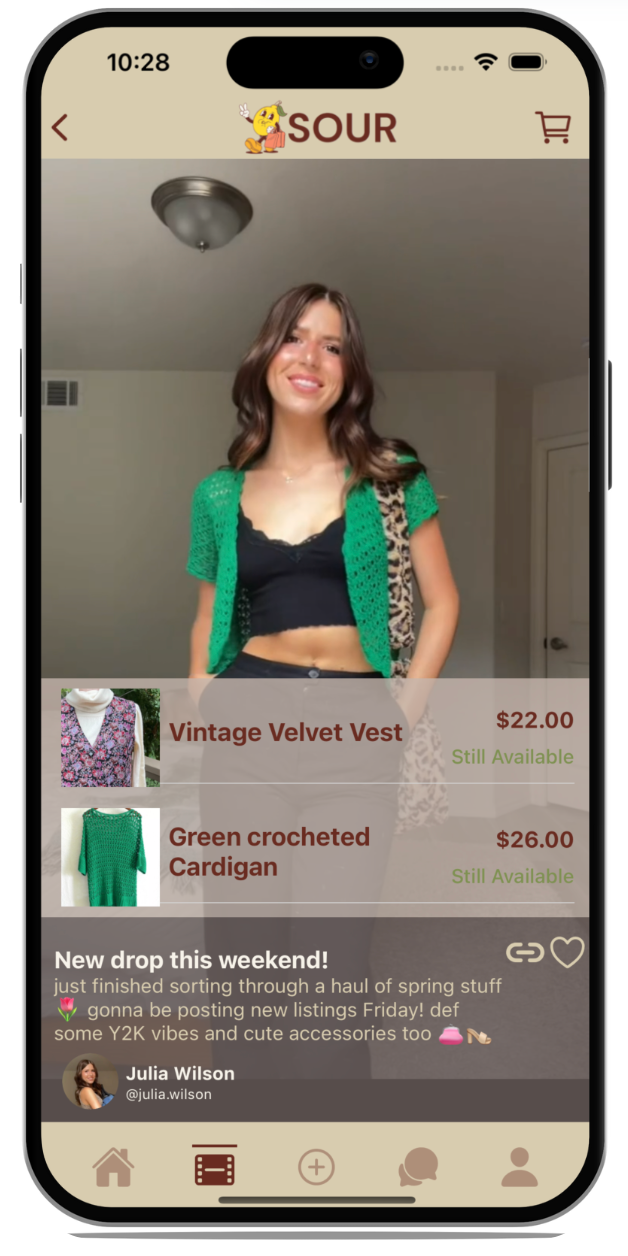 10:28
SOUR
Vintage Velvet Vest
$22.00
Still Available
Green crocheted
Cardigan
$26.00
Still Available
New drop this weekend!
just finished sorting through a haul of spring stuff
🌷 gonna be posting new listings Friday! def
some Y2K vibes and cute accessories too 👛👡
Julia Wilson
@julia.wilson